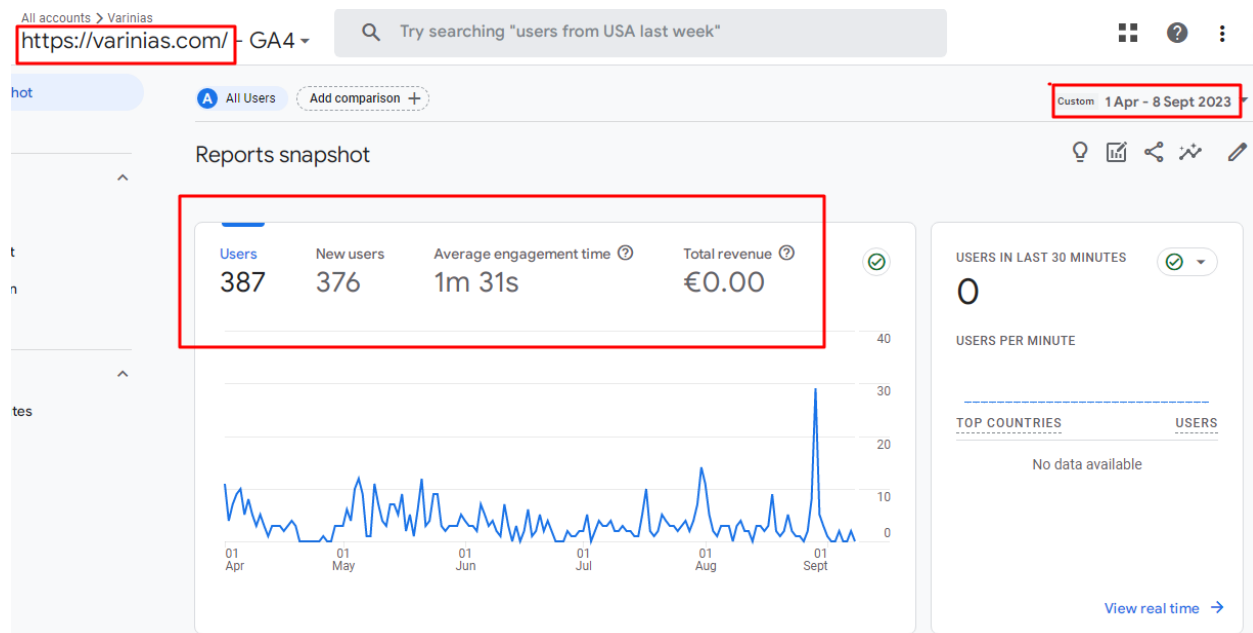 All accounts > Varinias
https://varinias.com/ - GA4
Try searching "users from USA last week"
hot
A All Users
Add comparison +
Custom 1 Apr - 8 Sept 2023
Reports snapshot
Users
387
New users
376
Average engagement time
1m 31s
Total revenue
€0.00
40
30
20
10
0
01
Apr
01
May
01
Jun
01
Jul
01
Aug
01
Sept
t
n
tes
USERS IN LAST 30 MINUTES
0
USERS PER MINUTE
TOP COUNTRIES USERS
No data available
View real time →